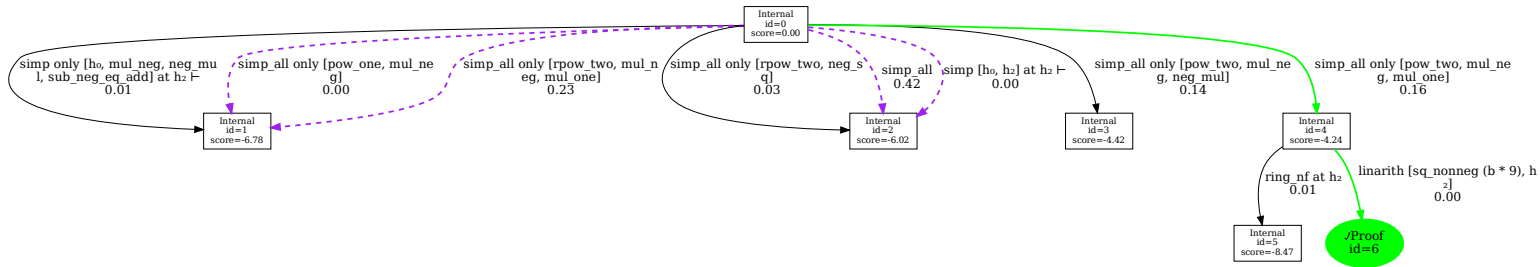 Internal
id=0
score=0.00
simp only [h₀, mul_neg, neg_mu
l, sub_neg_eq_add] at h₂ ⊢
0.01
simp_all only [pow_one, mul_ne
g]
0.00
simp_all only [rpow_two, mul_n
eg, mul_one]
0.23
simp_all only [rpow_two, neg_s
q]
0.03
simp_all
0.42
simp [h₀, h₂] at h₂ ⊢
0.00
simp_all only [pow_two, mul_ne
g, neg_mul]
0.14
simp_all only [pow_two, mul_ne
g, mul_one]
0.16
Internal
id=1
score=-6.78
Internal
id=2
score=-6.02
Internal
id=3
score=-4.42
Internal
id=4
score=-4.24
ring_nf at h₂
0.01
linarith [sq_nonneg (b * 9), h
₂]
0.00
Internal
id=5
score=-8.47
✓Proof
id=6